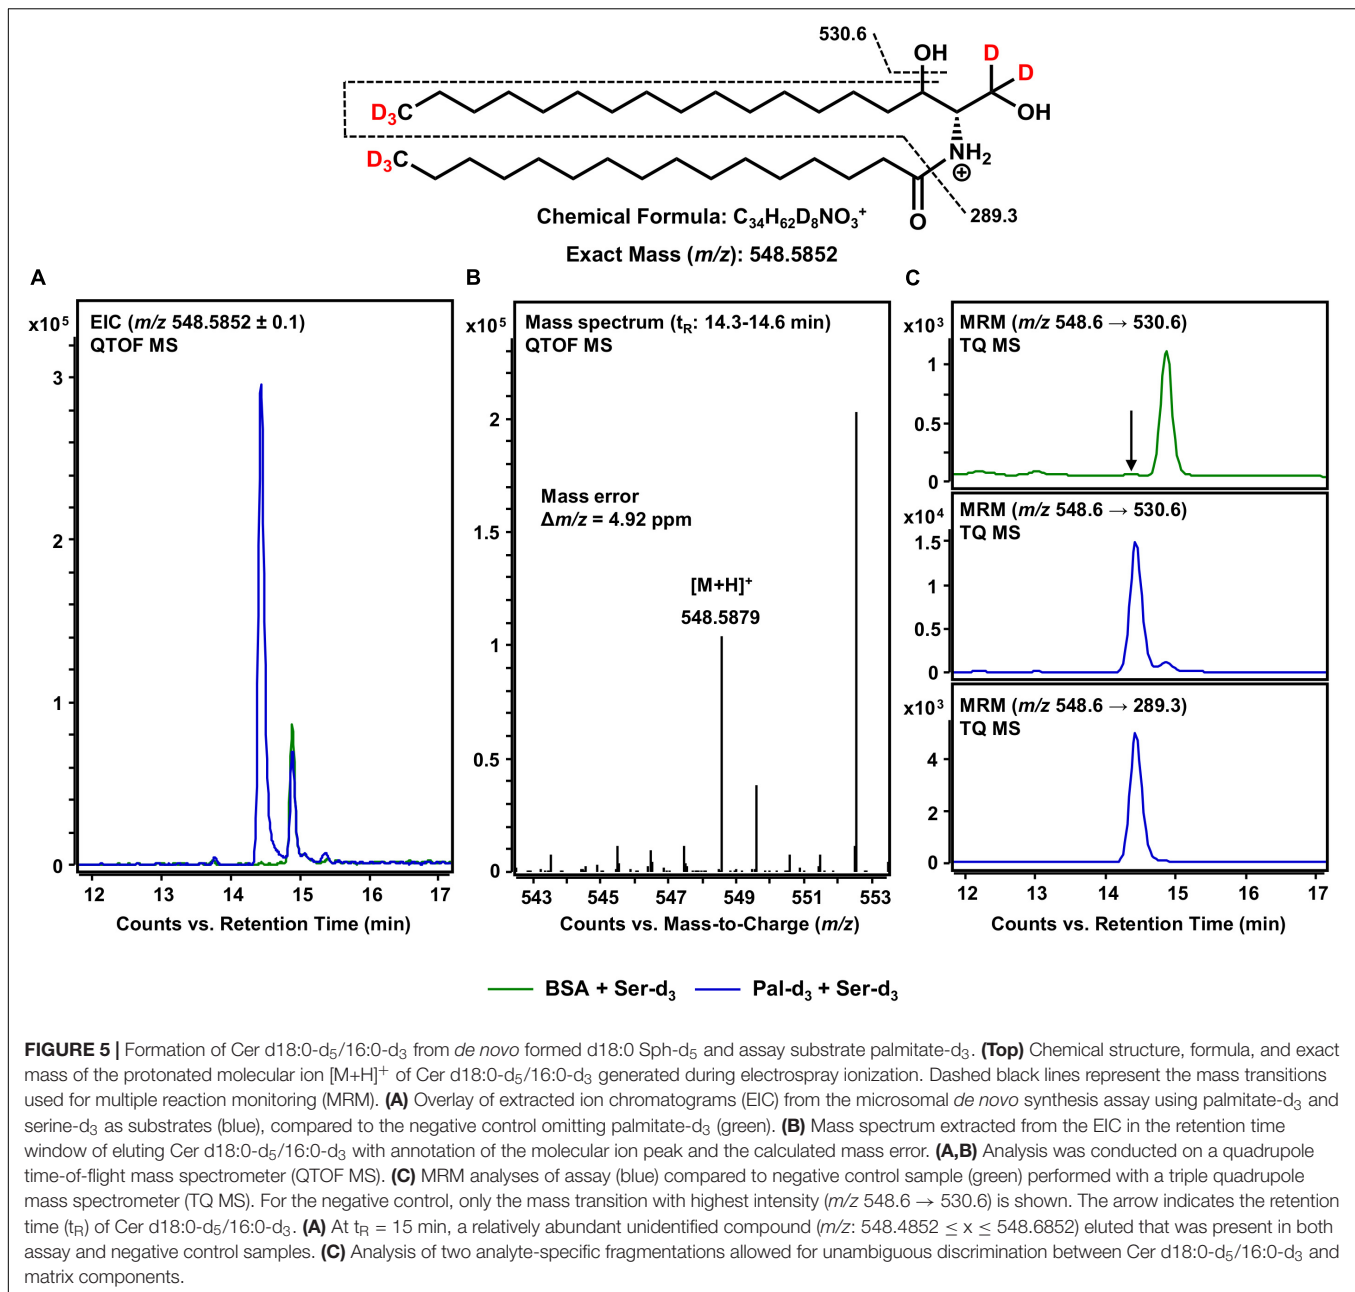 530.6
OH
D
D
D₃C
OH
D₃C
NH₂
⊕
O
289.3
Chemical Formula: C₃₄H₆₂D₈NO₃⁺
Exact Mass (m/z): 548.5852
A
B
C
x10⁵
EIC (m/z 548.5852 ± 0.1)
QTOF MS
3
2
1
0
12 13 14 15 16 17
Counts vs. Retention Time (min)
x10⁵
Mass spectrum (tR: 14.3-14.6 min)
QTOF MS
2
1.5
1
0.5
0
Mass error
Δm/z = 4.92 ppm
[M+H]⁺
548.5879
543 545 547 549 551 553
Counts vs. Mass-to-Charge (m/z)
x10³
MRM (m/z 548.6 → 530.6)
TQ MS
1
0.5
0
x10⁴
MRM (m/z 548.6 → 530.6)
TQ MS
1.5
1
0.5
0
x10³
MRM (m/z 548.6 → 289.3)
TQ MS
4
2
0
12 13 14 15 16 17
Counts vs. Retention Time (min)
BSA + Ser-d₃
Pal-d₃ + Ser-d₃
FIGURE 5 | Formation of Cer d18:0-d₅/16:0-d₃ from de novo formed d18:0 Sph-d₅ and assay substrate palmitate-d₃. (Top) Chemical structure, formula, and exact
mass of the protonated molecular ion [M+H]⁺ of Cer d18:0-d₅/16:0-d₃ generated during electrospray ionization. Dashed black lines represent the mass transitions
used for multiple reaction monitoring (MRM). (A) Overlay of extracted ion chromatograms (EIC) from the microsomal de novo synthesis assay using palmitate-d₃ and
serine-d₃ as substrates (blue), compared to the negative control omitting palmitate-d₃ (green). (B) Mass spectrum extracted from the EIC in the retention time
window of eluting Cer d18:0-d₅/16:0-d₃ with annotation of the molecular ion peak and the calculated mass error. (A,B) Analysis was conducted on a quadrupole
time-of-flight mass spectrometer (QTOF MS). (C) MRM analyses of assay (blue) compared to negative control sample (green) performed with a triple quadrupole
mass spectrometer (TQ MS). For the negative control, only the mass transition with highest intensity (m/z 548.6 → 530.6) is shown. The arrow indicates the retention
time (tR) of Cer d18:0-d₅/16:0-d₃. (A) At tR = 15 min, a relatively abundant unidentified compound (m/z: 548.4852 ≤ x ≤ 548.6852) eluted that was present in both
assay and negative control samples. (C) Analysis of two analyte-specific fragmentations allowed for unambiguous discrimination between Cer d18:0-d₅/16:0-d₃ and
matrix components.